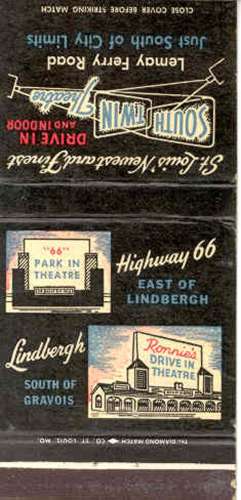 CLOSE COVER BEFORE STRIKING MATCH
Just South of City Limits
Lemay Ferry Road
SOUTH TWIN Theatre
DRIVE IN
AND INDOOR
St. Louis' Newest and Finest
"66"
PARK IN
THEATRE
Highway 66
EAST OF
LINDBERGH
Lindbergh
SOUTH OF
GRAVOIS
Ronnie's
DRIVE IN
THEATRE
THE DIAMOND MATCH CO. ST. LOUIS, MO.